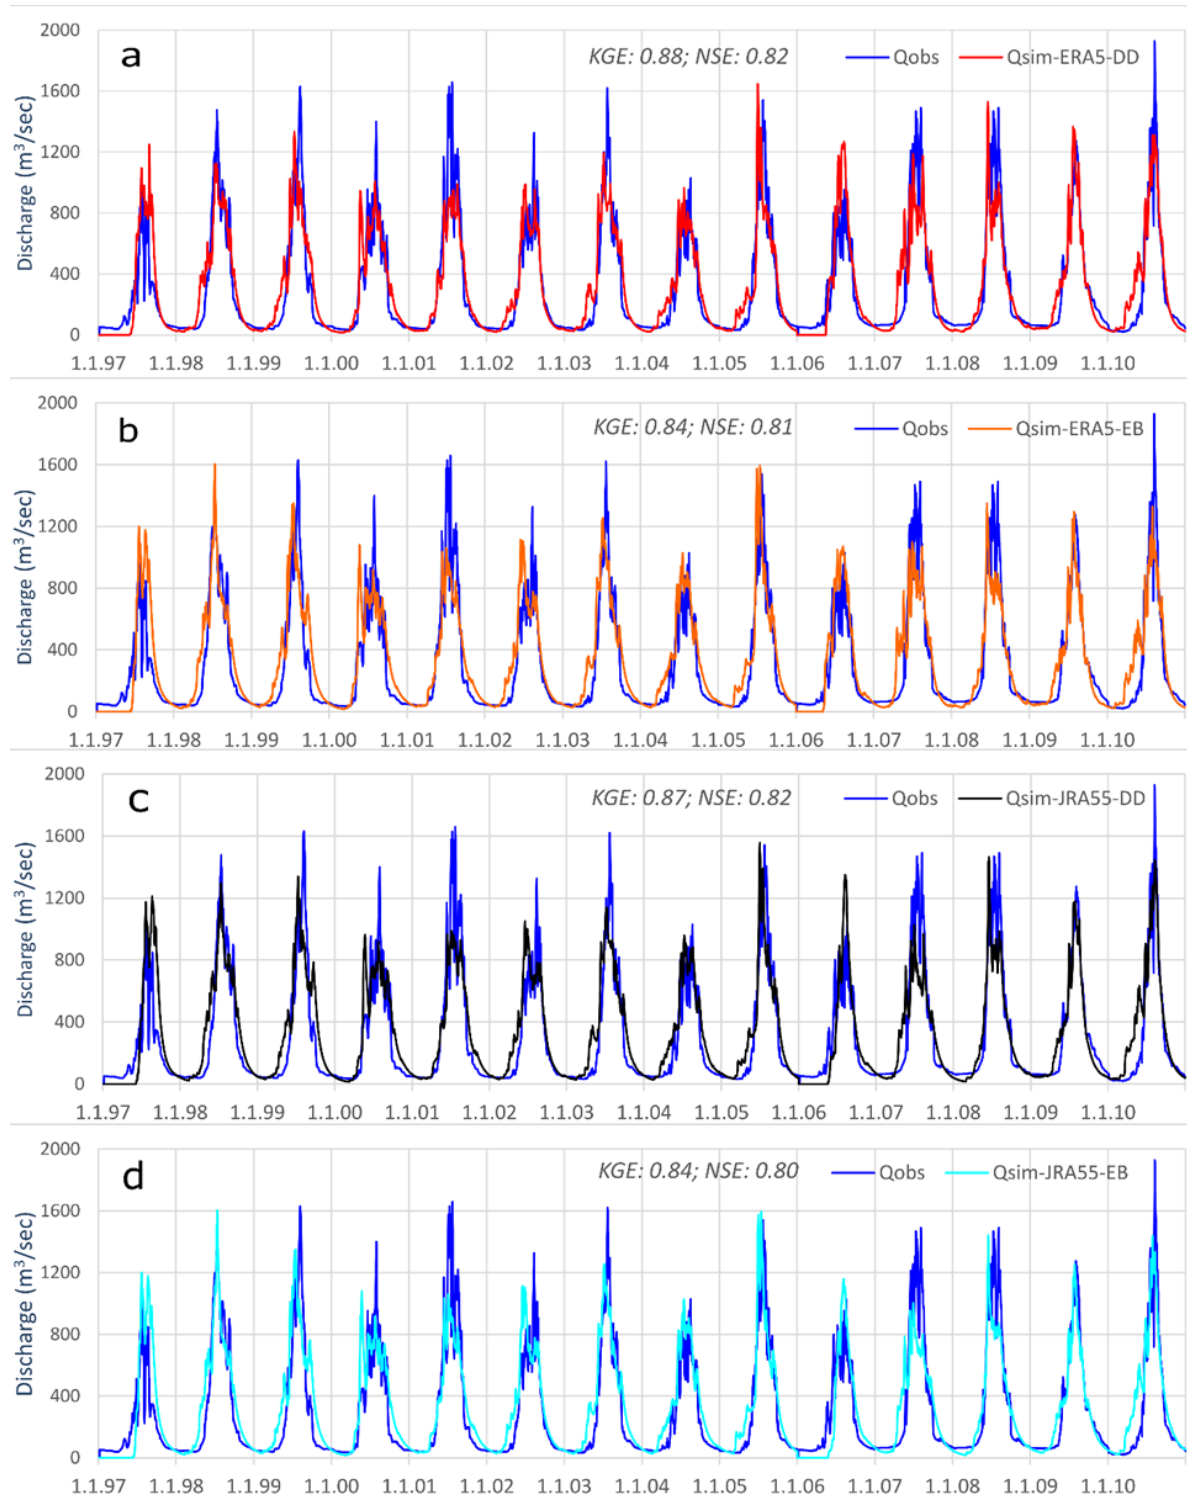 a
KGE: 0.88; NSE: 0.82
Qobs
Qsim-ERA5-DD
Discharge (m³/sec)
2000
1600
1200
800
400
0
1.1.97 1.1.98 1.1.99 1.1.00 1.1.01 1.1.02 1.1.03 1.1.04 1.1.05 1.1.06 1.1.07 1.1.08 1.1.09 1.1.10
b
KGE: 0.84; NSE: 0.81
Qobs
Qsim-ERA5-EB
Discharge (m³/sec)
2000
1600
1200
800
400
0
1.1.97 1.1.98 1.1.99 1.1.00 1.1.01 1.1.02 1.1.03 1.1.04 1.1.05 1.1.06 1.1.07 1.1.08 1.1.09 1.1.10
c
KGE: 0.87; NSE: 0.82
Qobs
Qsim-JRA55-DD
Discharge (m³/sec)
2000
1600
1200
800
400
0
1.1.97 1.1.98 1.1.99 1.1.00 1.1.01 1.1.02 1.1.03 1.1.04 1.1.05 1.1.06 1.1.07 1.1.08 1.1.09 1.1.10
d
KGE: 0.84; NSE: 0.80
Qobs
Qsim-JRA55-EB
Discharge (m³/sec)
2000
1600
1200
800
400
0
1.1.97 1.1.98 1.1.99 1.1.00 1.1.01 1.1.02 1.1.03 1.1.04 1.1.05 1.1.06 1.1.07 1.1.08 1.1.09 1.1.10